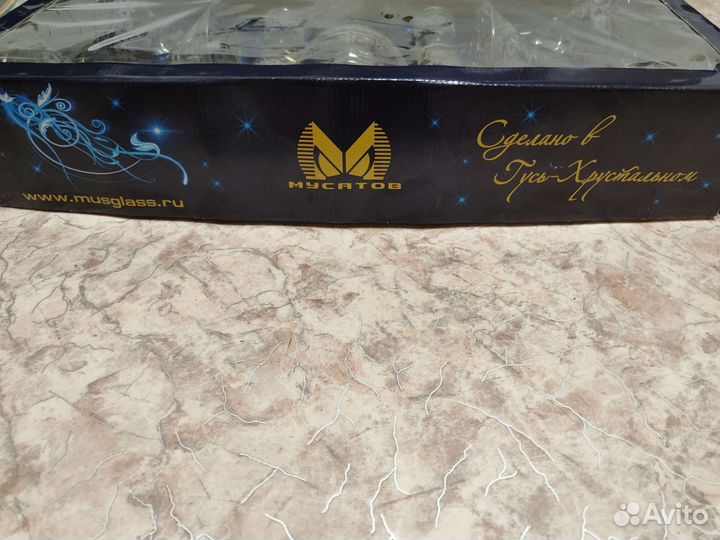 www.musglass.ru
МУСАТОВ
Сделано в
Гусь-Хрустальном
Avito